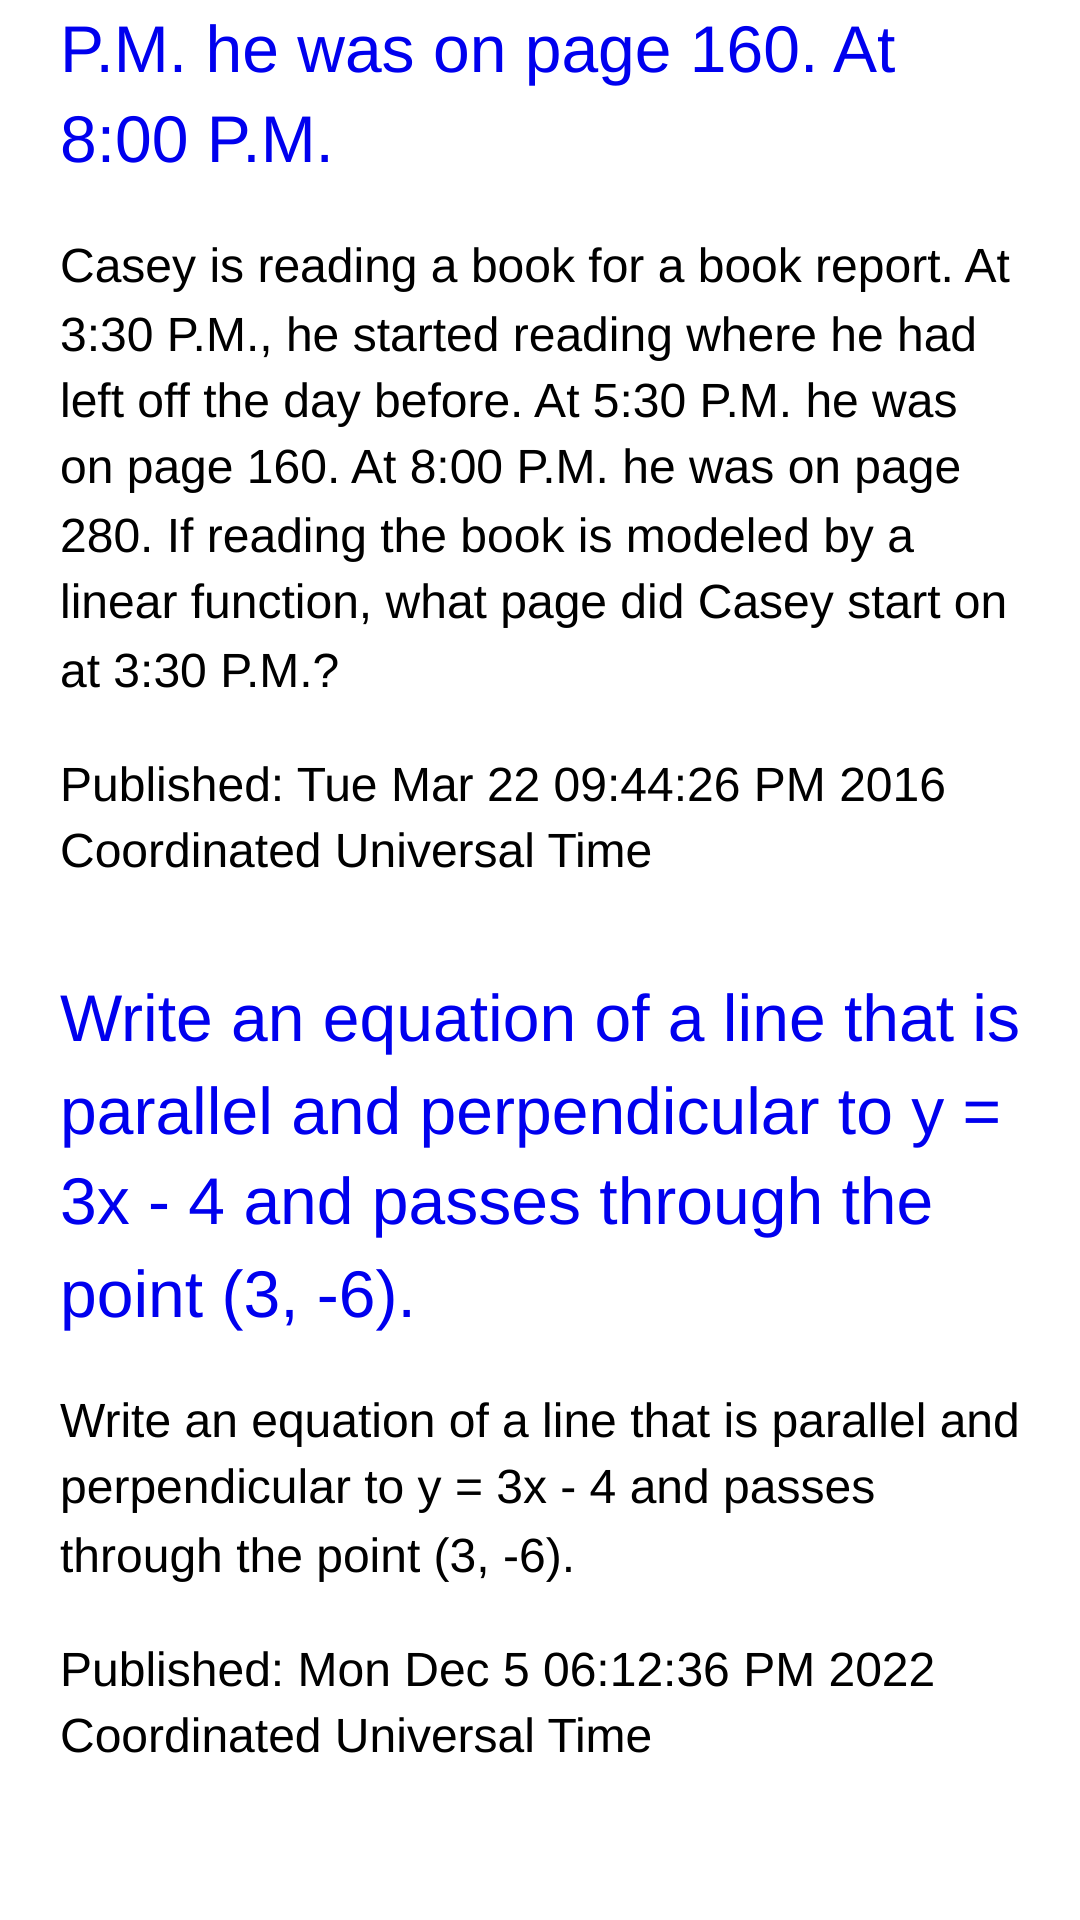 P.M. he was on page 160. At
8:00 P.M.
Casey is reading a book for a book report. At
3:30 P.M., he started reading where he had
left off the day before. At 5:30 P.M. he was
on page 160. At 8:00 P.M. he was on page
280. If reading the book is modeled by a
linear function, what page did Casey start on
at 3:30 P.M.?
Published: Tue Mar 22 09:44:26 PM 2016
Coordinated Universal Time
Write an equation of a line that is
parallel and perpendicular to y =
3x - 4 and passes through the
point (3, -6).
Write an equation of a line that is parallel and
perpendicular to y = 3x - 4 and passes
through the point (3, -6).
Published: Mon Dec 5 06:12:36 PM 2022
Coordinated Universal Time